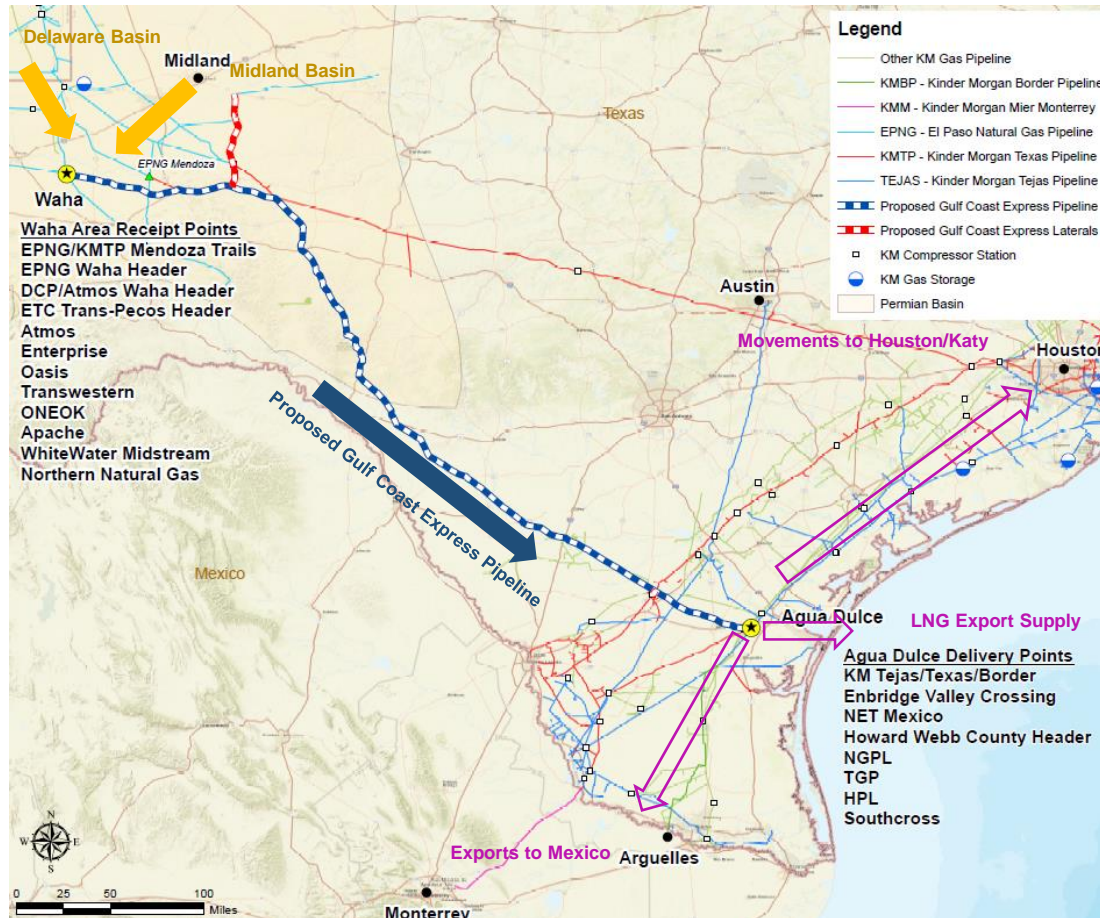 Delaware Basin
Midland
Midland Basin
Texas
EPNG Mendoza
Waha
Waha Area Receipt Points
EPNG/KMTP Mendoza Trails
EPNG Waha Header
DCP/Atmos Waha Header
ETC Trans-Pecos Header
Atmos
Enterprise
Oasis
Transwestern
ONEOK
Apache
WhiteWater Midstream
Northern Natural Gas
Legend
Other KM Gas Pipeline
KMBP - Kinder Morgan Border Pipeline
KMM - Kinder Morgan Mier Monterrey
EPNG - El Paso Natural Gas Pipeline
KMTP - Kinder Morgan Texas Pipeline
TEJAS - Kinder Morgan Tejas Pipeline
Proposed Gulf Coast Express Pipeline
Proposed Gulf Coast Express Laterals
KM Compressor Station
KM Gas Storage
Permian Basin
Austin
Movements to Houston/Katy
Houston
San Antonio
Proposed Gulf Coast Express Pipeline
Mexico
Agua Dulce
LNG Export Supply
Agua Dulce Delivery Points
KM Tejas/Texas/Border
Enbridge Valley Crossing
NET Mexico
Howard Webb County Header
NGPL
TGP
HPL
Southcross
Exports to Mexico
Arguelles
Monterrey
N
W E
S
0 25 50 100
Miles